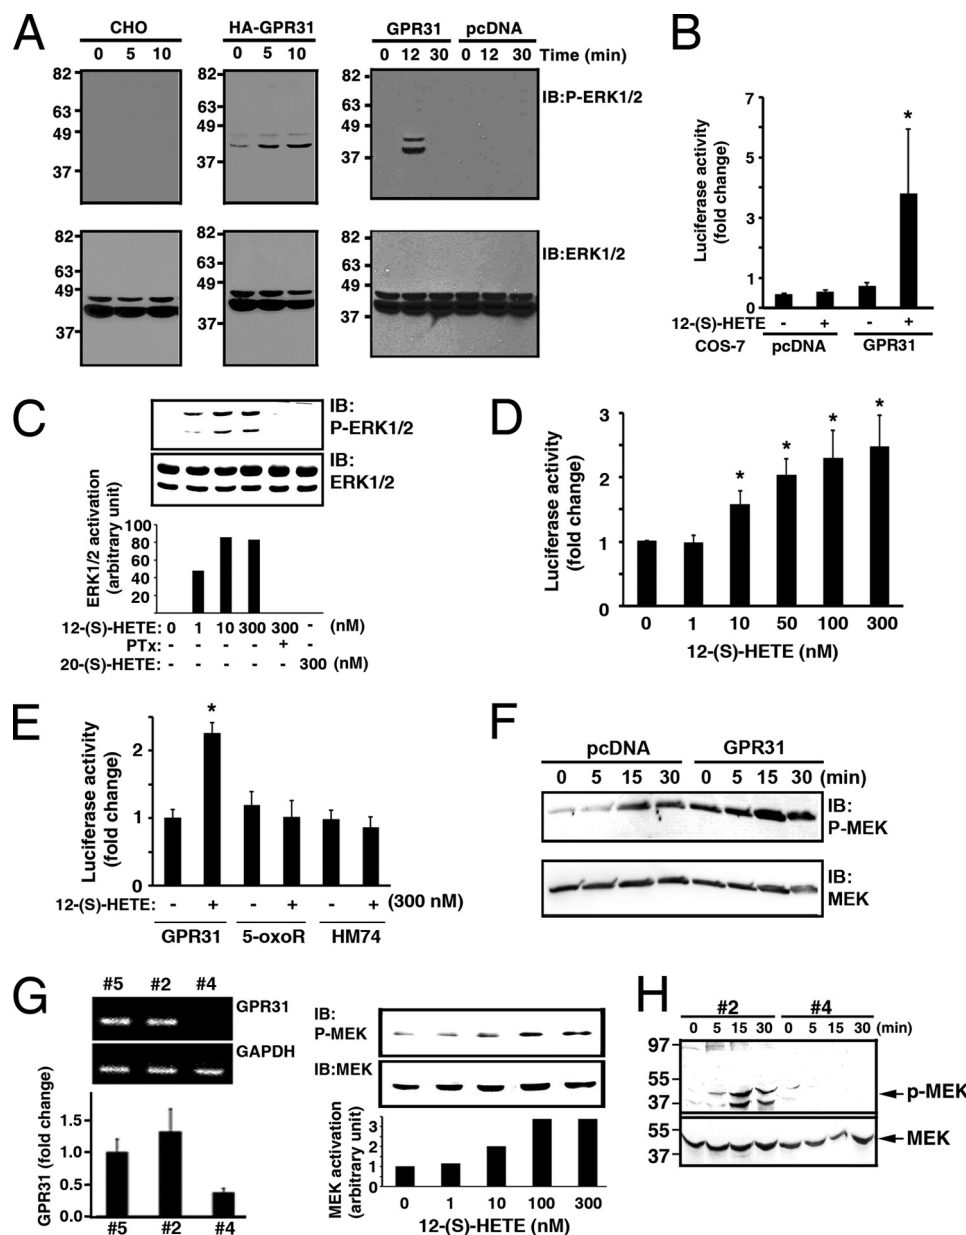 A
CHO
0 5 10
82
63
49
37
82
63
49
37
HA-GPR31
0 5 10
82
63
49
37
82
63
49
37
GPR31 pcDNA
0 12 30 0 12 30 Time (min)
82
63
49
37
IB:P-ERK1/2
82
63
49
37
IB:ERK1/2
B
Luciferase activity
(fold change)
7
5
3
1
0
*
12-(S)-HETE - + - +
COS-7 pcDNA GPR31
C
IB:
P-ERK1/2
IB:
ERK1/2
ERK1/2 activation
(arbitrary unit)
100
80
60
40
20
12-(S)-HETE: 0 1 10 300 300 - (nM)
PTx: - - - - + -
20-(S)-HETE: - - - - - 300 (nM)
D
Luciferase activity
(fold change)
3
2
1
0
* * * *
0 1 10 50 100 300
12-(S)-HETE (nM)
E
Luciferase activity
(fold change)
2
1
0
*
12-(S)-HETE: - + - + - + (300 nM)
GPR31 5-oxoR HM74
F
pcDNA GPR31
0 5 15 30 0 5 15 30 (min)
IB:
P-MEK
IB:
MEK
G
#5 #2 #4
GPR31
GAPDH
GPR31 (fold change)
1.5
1.0
0.5
0.0
#5 #2 #4
IB:
P-MEK
IB:MEK
MEK activation
(arbitrary unit)
3
2
1
0
0 1 10 100 300
12-(S)-HETE (nM)
H
#2 #4
0 5 15 30 0 5 15 30 (min)
97
55
37
p-MEK
55
37
MEK